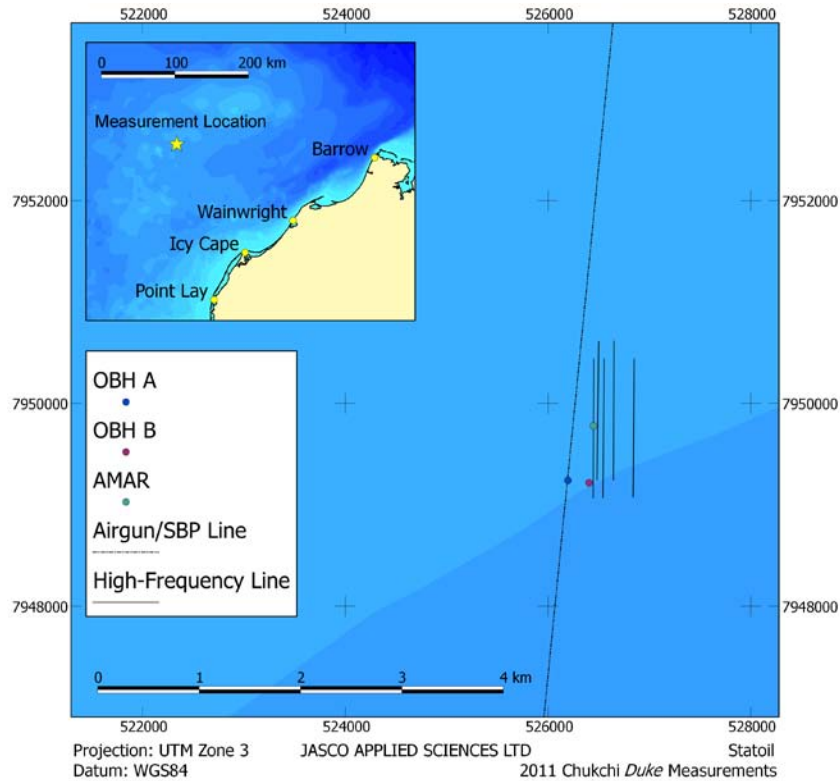 522000 524000 526000 528000
0 100 200 km
Measurement Location
Barrow
Wainwright
Icy Cape
Point Lay
7952000 7952000
OBH A
OBH B
AMAR
Airgun/SBP Line
High-Frequency Line
7950000 7950000
7948000 7948000
0 1 2 3 4 km
522000 524000 526000 528000
Projection: UTM Zone 3 JASCO APPLIED SCIENCES LTD Statoil
Datum: WGS84 2011 Chukchi Duke Measurements